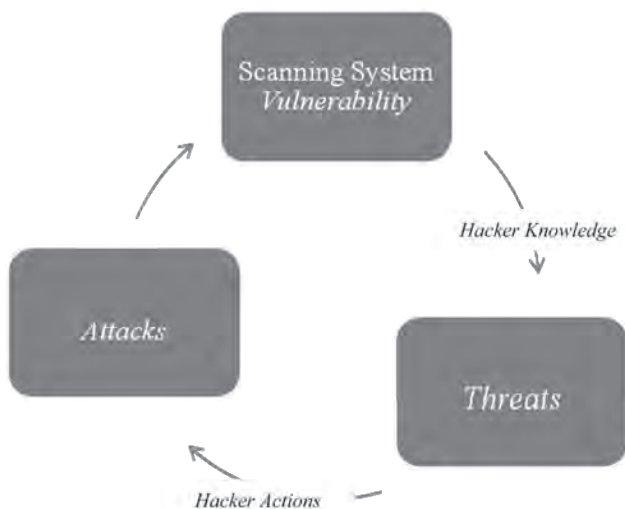 Scanning System
Vulnerability
Hacker Knowledge
Threats
Hacker Actions
Attacks